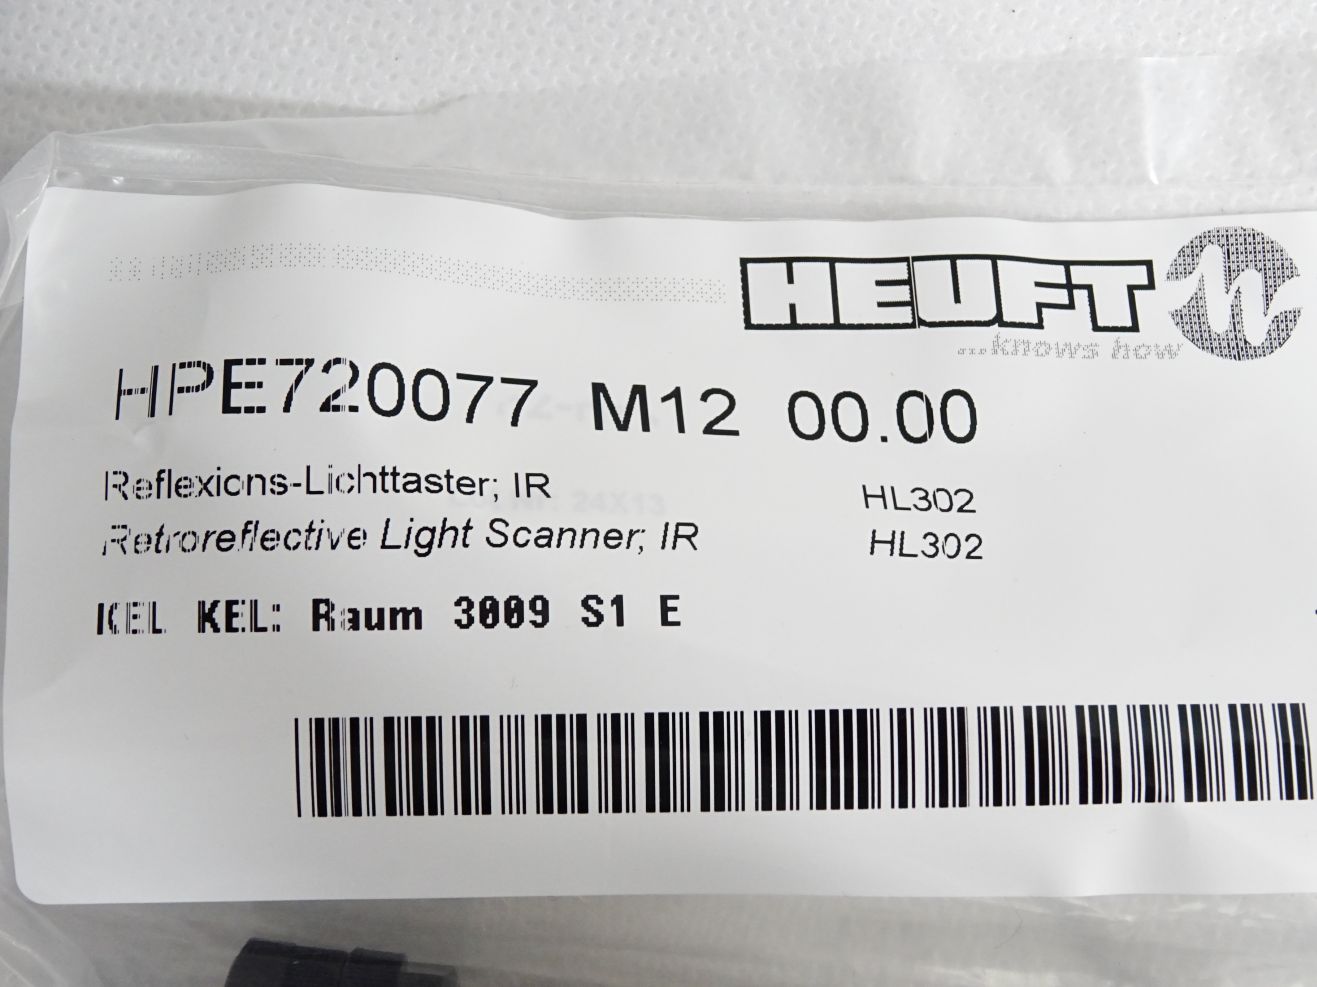 HEUFT
...knows how
HPE720077 M12 00.00
Reflexions-Lichttaster; IR HL302
Retroreflective Light Scanner; IR HL302
KEL KEL: Raum 3009 S1 E
24X13